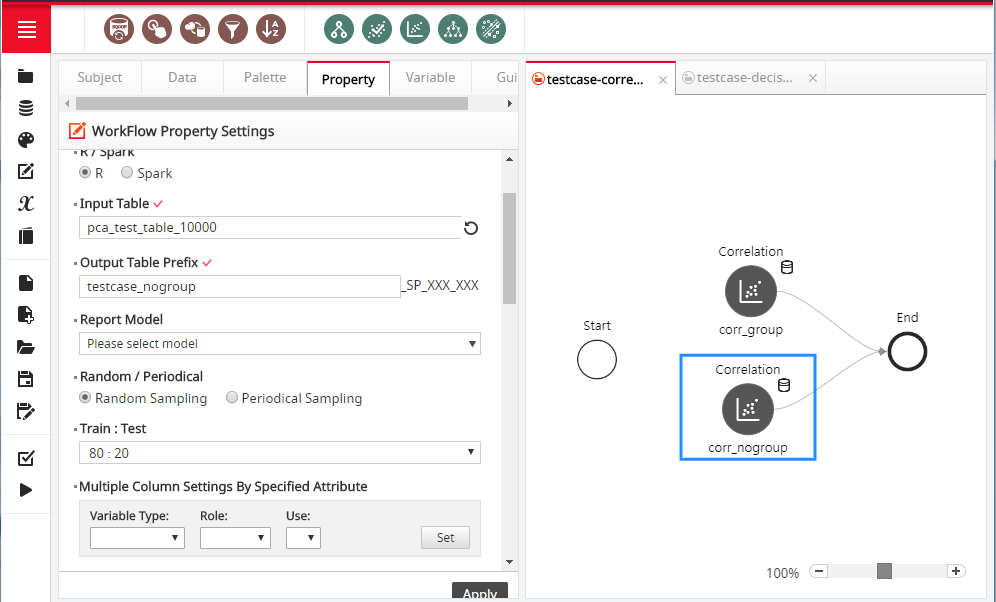 Subject Data Palette Property Variable Gui
WorkFlow Property Settings
R / Spark
R Spark
Input Table
pca_test_table_10000
Output Table Prefix
testcase_nogroup _SP_XXX_XXX
Report Model
Please select model
Random / Periodical
Random Sampling Periodical Sampling
Train : Test
80 : 20
Multiple Column Settings By Specified Attribute
Variable Type: Role: Use:
Set
Apply
testcase-corre... testcase-decis...
Correlation
corr_group
Start
End
Correlation
corr_nogroup
100%